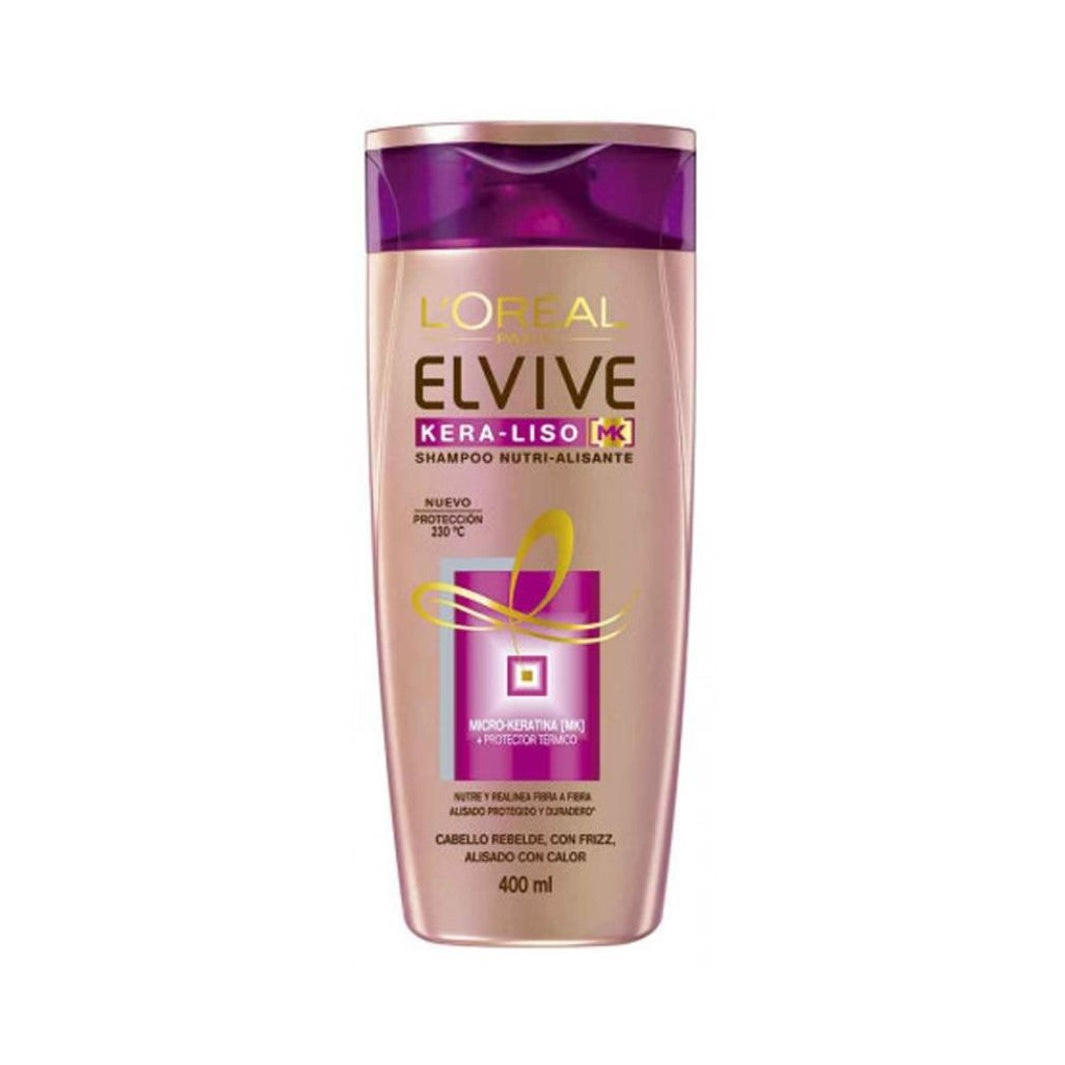 L'ORÉAL
PARIS
ELVIVE
KERA-LISO [MK]
SHAMPOO NUTRI-ALISANTE
NUEVO
PROTECCIÓN
230 °C
MICRO-KERATINA [MK]
+ PROTECTOR TÉRMICO
NUTRE Y REALINEA FIBRA A FIBRA
ALISADO PROTEGIDO Y DURADERO*
CABELLO REBELDE, CON FRIZZ,
ALISADO CON CALOR
400 ml